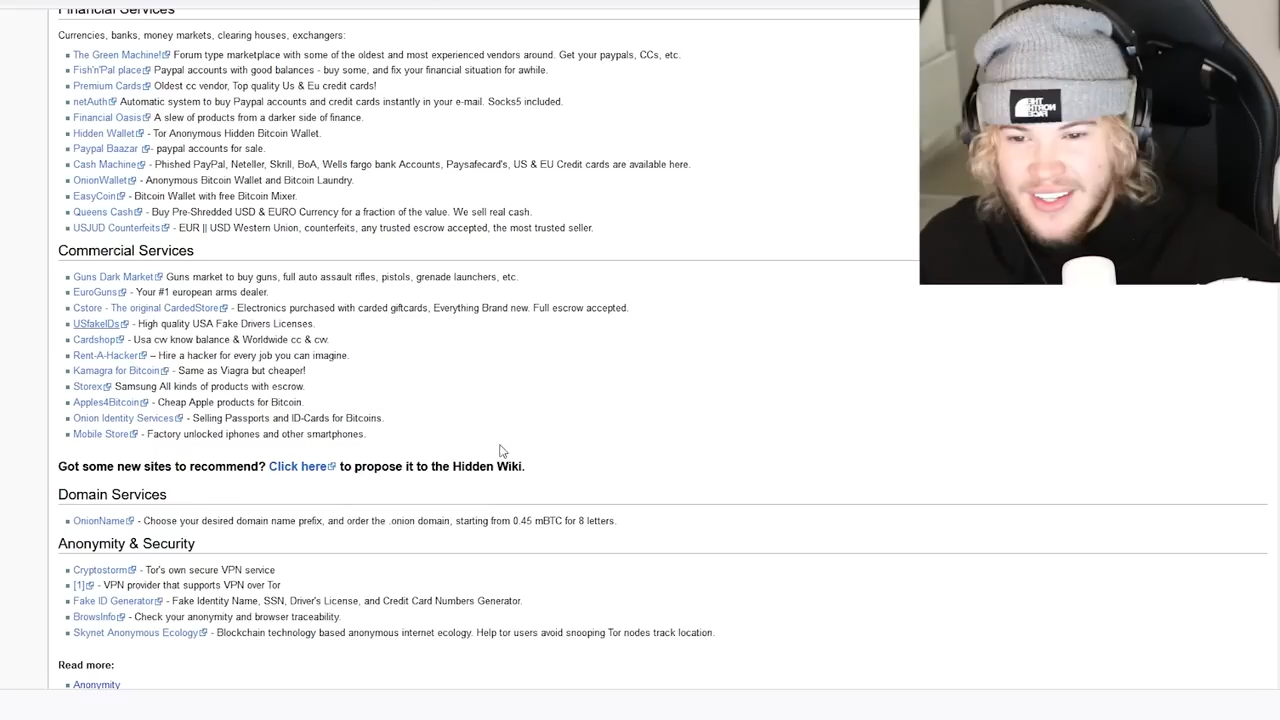 Financial Services
Currencies, banks, money markets, clearing houses, exchangers:
The Green Machine! Forum type marketplace with some of the oldest and most experienced vendors around. Get your paypals, CCs, etc.
Fish'n'Pal place Paypal accounts with good balances - buy some, and fix your financial situation for awhile.
Premium Cards Oldest cc vendor, Top quality Us & Eu credit cards!
netAuth Automatic system to buy Paypal accounts and credit cards instantly in your e-mail. Socks5 included.
Financial Oasis A slew of products from a darker side of finance.
Hidden Wallet - Tor Anonymous Hidden Bitcoin Wallet.
Paypal Baazar - paypal accounts for sale.
Cash Machine - Phished PayPal, Neteller, Skrill, BoA, Wells fargo bank Accounts, Paysafecard's, US & EU Credit cards are available here.
OnionWallet - Anonymous Bitcoin Wallet and Bitcoin Laundry.
EasyCoin - Bitcoin Wallet with free Bitcoin Mixer.
Queens Cash - Buy Pre-Shredded USD & EURO Currency for a fraction of the value. We sell real cash.
USJUD Counterfeits - EUR || USD Western Union, counterfeits, any trusted escrow accepted, the most trusted seller.
Commercial Services
Guns Dark Market Guns market to buy guns, full auto assault rifles, pistols, grenade launchers, etc.
EuroGuns - Your #1 european arms dealer.
Cstore - The original CardedStore - Electronics purchased with carded giftcards, Everything Brand new. Full escrow accepted.
USfakeIDs - High quality USA Fake Drivers Licenses.
Cardshop - Usa cvv know balance & Worldwide cc & cvv.
Rent-A-Hacker – Hire a hacker for every job you can imagine.
Kamagra for Bitcoin - Same as Viagra but cheaper!
Storex Samsung All kinds of products with escrow.
Apples4Bitcoin - Cheap Apple products for Bitcoin.
Onion Identity Services - Selling Passports and ID-Cards for Bitcoins.
Mobile Store - Factory unlocked iphones and other smartphones.
Got some new sites to recommend? Click here to propose it to the Hidden Wiki.
Domain Services
OnionName - Choose your desired domain name prefix, and order the .onion domain, starting from 0.45 mBTC for 8 letters.
Anonymity & Security
Cryptostorm - Tor's own secure VPN service
[1] - VPN provider that supports VPN over Tor
Fake ID Generator - Fake Identity Name, SSN, Driver's License, and Credit Card Numbers Generator.
BrowsInfo - Check your anonymity and browser traceability.
Skynet Anonymous Ecology - Blockchain technology based anonymous internet ecology. Help tor users avoid snooping Tor nodes track location.
Read more:
Anonymity
THE
NORTH
FACE